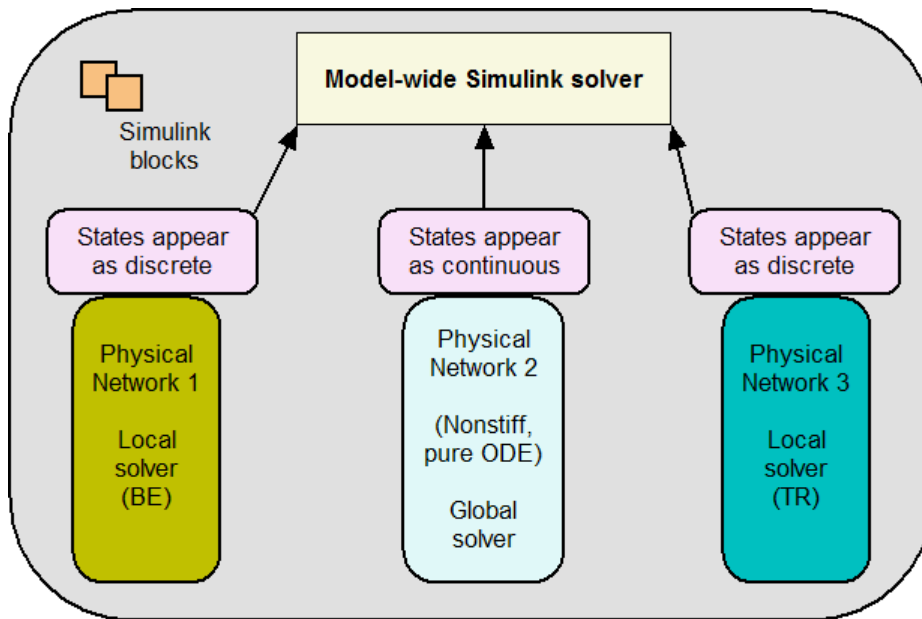 Model-wide Simulink solver
Simulink
blocks
States appear
as discrete
States appear
as continuous
States appear
as discrete
Physical
Network 1
Local
solver
(BE)
Physical
Network 2
(Nonstiff,
pure ODE)
Global
solver
Physical
Network 3
Local
solver
(TR)